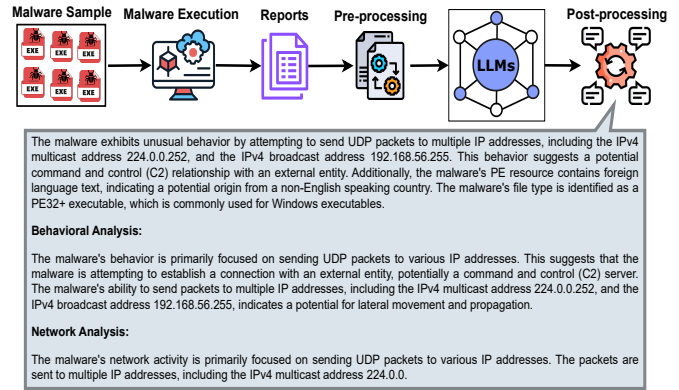 Malware Sample
Malware Execution
Reports
Pre-processing
Post-processing
EXE
EXE
EXE
EXE
EXE
EXE
LLMs
The malware exhibits unusual behavior by attempting to send UDP packets to multiple IP addresses, including the IPv4
multicast address 224.0.0.252, and the IPv4 broadcast address 192.168.56.255. This behavior suggests a potential
command and control (C2) relationship with an external entity. Additionally, the malware's PE resource contains foreign
language text, indicating a potential origin from a non-English speaking country. The malware's file type is identified as a
PE32+ executable, which is commonly used for Windows executables.
Behavioral Analysis:
The malware's behavior is primarily focused on sending UDP packets to various IP addresses. This suggests that the
malware is attempting to establish a connection with an external entity, potentially a command and control (C2) server.
The malware's ability to send packets to multiple IP addresses, including the IPv4 multicast address 224.0.0.252, and the
IPv4 broadcast address 192.168.56.255, indicates a potential for lateral movement and propagation.
Network Analysis:
The malware's network activity is primarily focused on sending UDP packets to various IP addresses. The packets are
sent to multiple IP addresses, including the IPv4 multicast address 224.0.0.